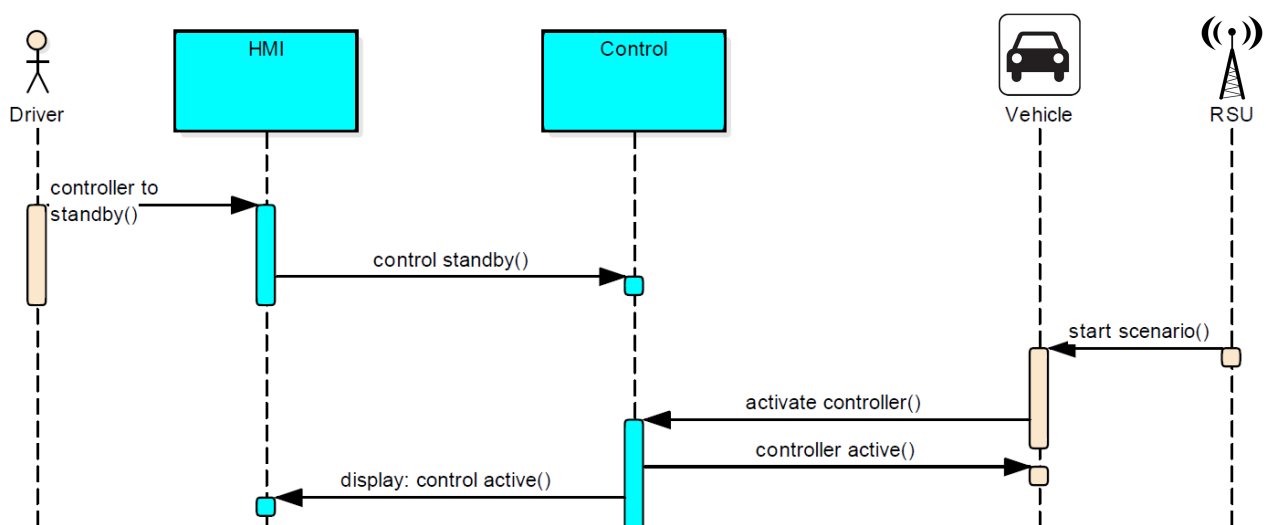 HMI
Control
Driver
Vehicle
RSU
controller to
standby()
control standby()
start scenario()
activate controller()
controller active()
display: control active()